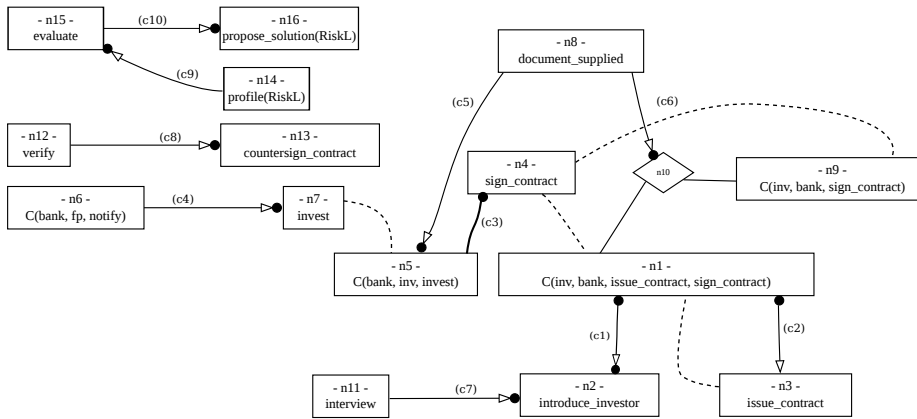 - n15 -
evaluate
(c10)
- n16 -
propose_solution(RiskL)
- n8 -
document_supplied
(c9)
- n14 -
profile(RiskL)
(c5)
(c6)
- n12 -
verify
(c8)
- n13 -
countersign_contract
- n4 -
sign_contract
n10
- n9 -
C(inv, bank, sign_contract)
- n6 -
C(bank, fp, notify)
(c4)
- n7 -
invest
(c3)
- n5 -
C(bank, inv, invest)
- n1 -
C(inv, bank, issue_contract, sign_contract)
(c1)
(c2)
- n11 -
interview
(c7)
- n2 -
introduce_investor
- n3 -
issue_contract